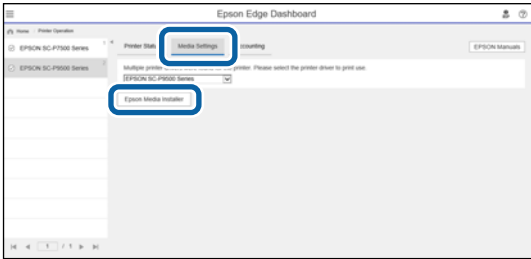 Epson Edge Dashboard
Home Printer Operation
EPSON SC-P7500 Series
EPSON SC-P9500 Series
Printer Stat
Media Settings
ccounting
EPSON Manuals
Multiple printer printer. Please select the printer driver to print use.
EPSON SC-P9500 Series
Epson Media Installer
1 / 1